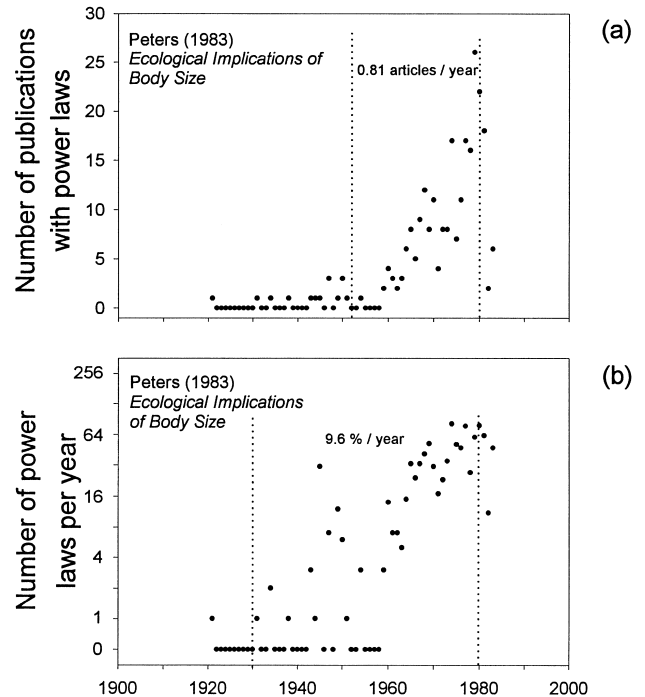 (a)
Number of publications
with power laws
30
25
20
15
10
5
0
Peters (1983)
Ecological Implications of
Body Size
0.81 articles / year
(b)
Number of power
laws per year
256
64
16
4
1
0
Peters (1983)
Ecological Implications
of Body Size
9.6 % / year
1900 1920 1940 1960 1980 2000